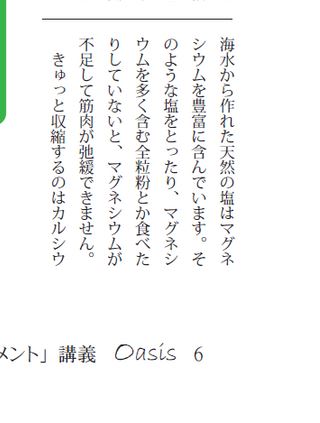 海水から作れた天然の塩はマグネ
シウムを豊富に含んでいます。そ
のような塩をとったり、マグネシ
ウムを多く含む全粒粉とか食べた
りしていないと、マグネシウムが
不足して筋肉が弛緩できません。
きゅっと収縮するのはカルシウ
メント」講義 Oasis 6